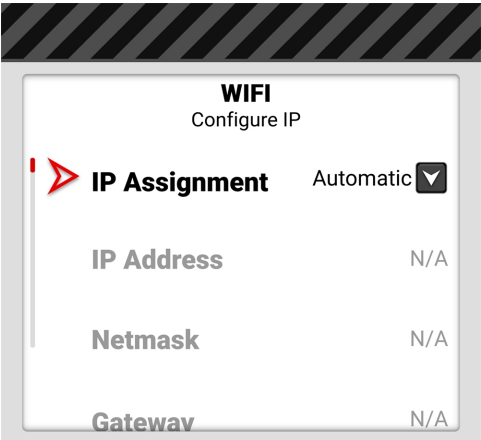 WIFI
Configure IP
IP Assignment Automatic
IP Address N/A
Netmask N/A
Gateway N/A